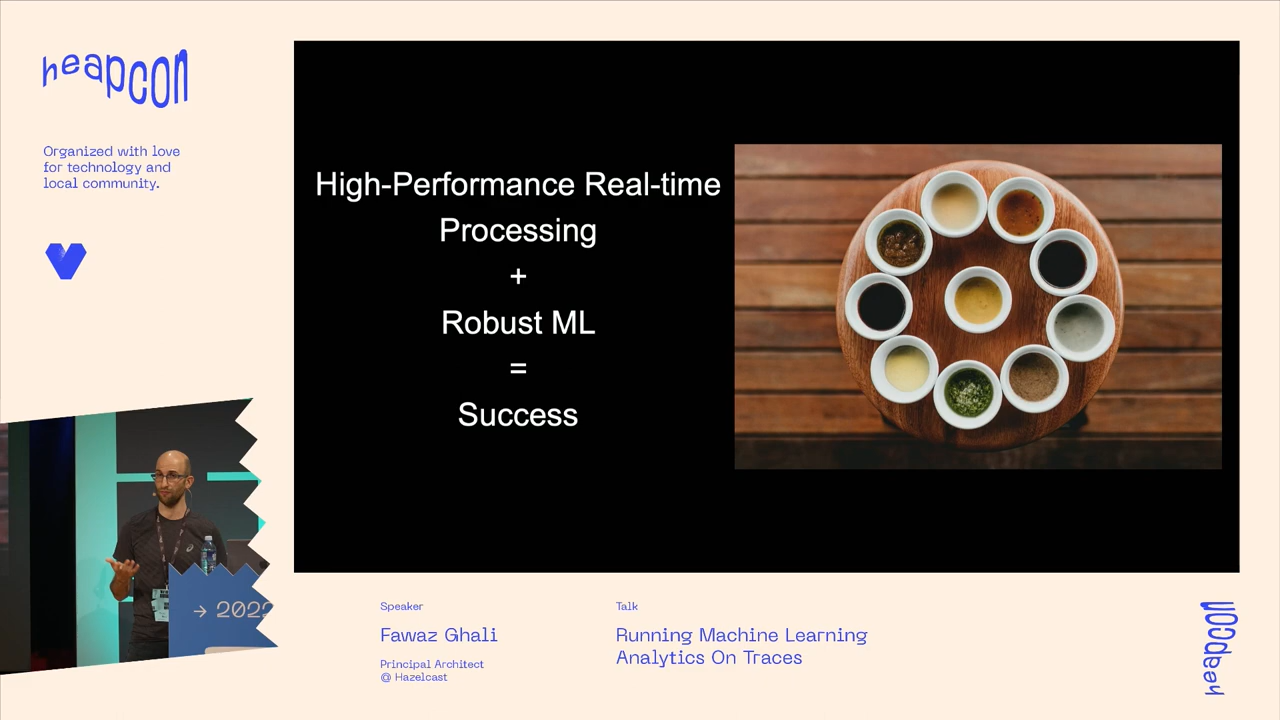 heapcon
Organized with love
for technology and
local community.
High-Performance Real-time
Processing
+
Robust ML
=
Success
→ 2022
Speaker
Fawaz Ghali
Principal Architect
@ Hazelcast
Talk
Running Machine Learning
Analytics On Traces
heapcon